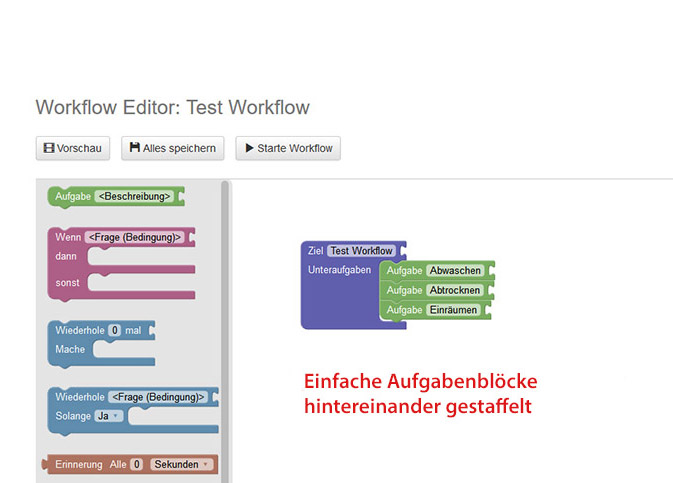 Workflow Editor: Test Workflow
Vorschau Alles speichern Starte Workflow
Aufgabe <Beschreibung>
Wenn <Frage (Bedingung)>
dann
sonst
Wiederhole 0 mal
Mache
Wiederhole <Frage (Bedingung)>
Solange Ja
Erinnerung Alle 0 Sekunden
Ziel Test Workflow
Unteraufgaben Aufgabe Abwaschen
Aufgabe Abtrocknen
Aufgabe Einräumen
Einfache Aufgabenblöcke
hintereinander gestaffelt